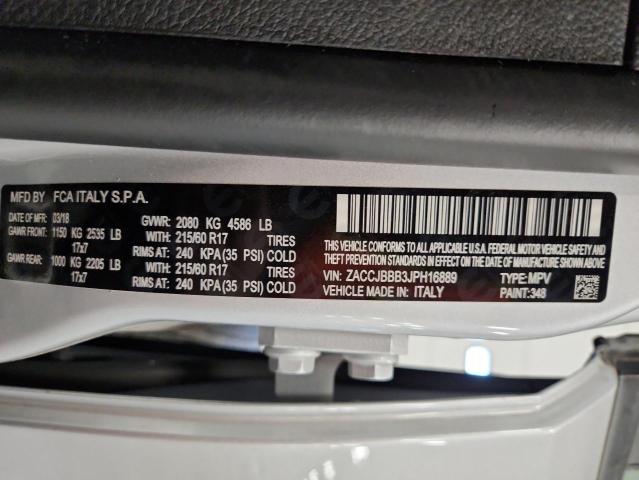 MFD BY FCA ITALY S.P.A.
DATE OF MFR: 03/18 GVWR: 2080 KG 4586 LB
GAWR FRONT: 1150 KG 2535 LB WITH: 215/60 R17 TIRES
17x7 RIMS AT: 240 KPA (35 PSI) COLD
GAWR REAR: 1000 KG 2205 LB WITH: 215/60 R17 TIRES
17x7 RIMS AT: 240 KPA (35 PSI) COLD
THIS VEHICLE CONFORMS TO ALL APPLICABLE U.S.A. FEDERAL MOTOR VEHICLE SAFETY, BUMPER, AND
THEFT PREVENTION STANDARDS IN EFFECT ON THE DATE OF MANUFACTURE SHOWN ABOVE.
VIN: ZACCJBBB3JPH16889 TYPE: MPV
VEHICLE MADE IN: ITALY PAINT:348